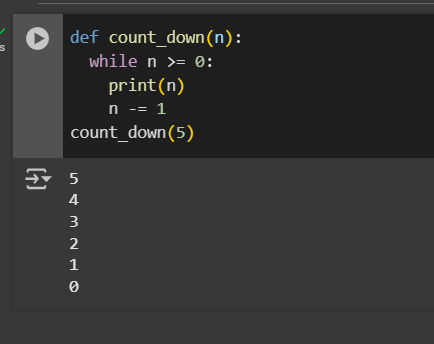 s
def count_down(n):
  while n >= 0:
    print(n)
    n -= 1
count_down(5)
5
4
3
2
1
0